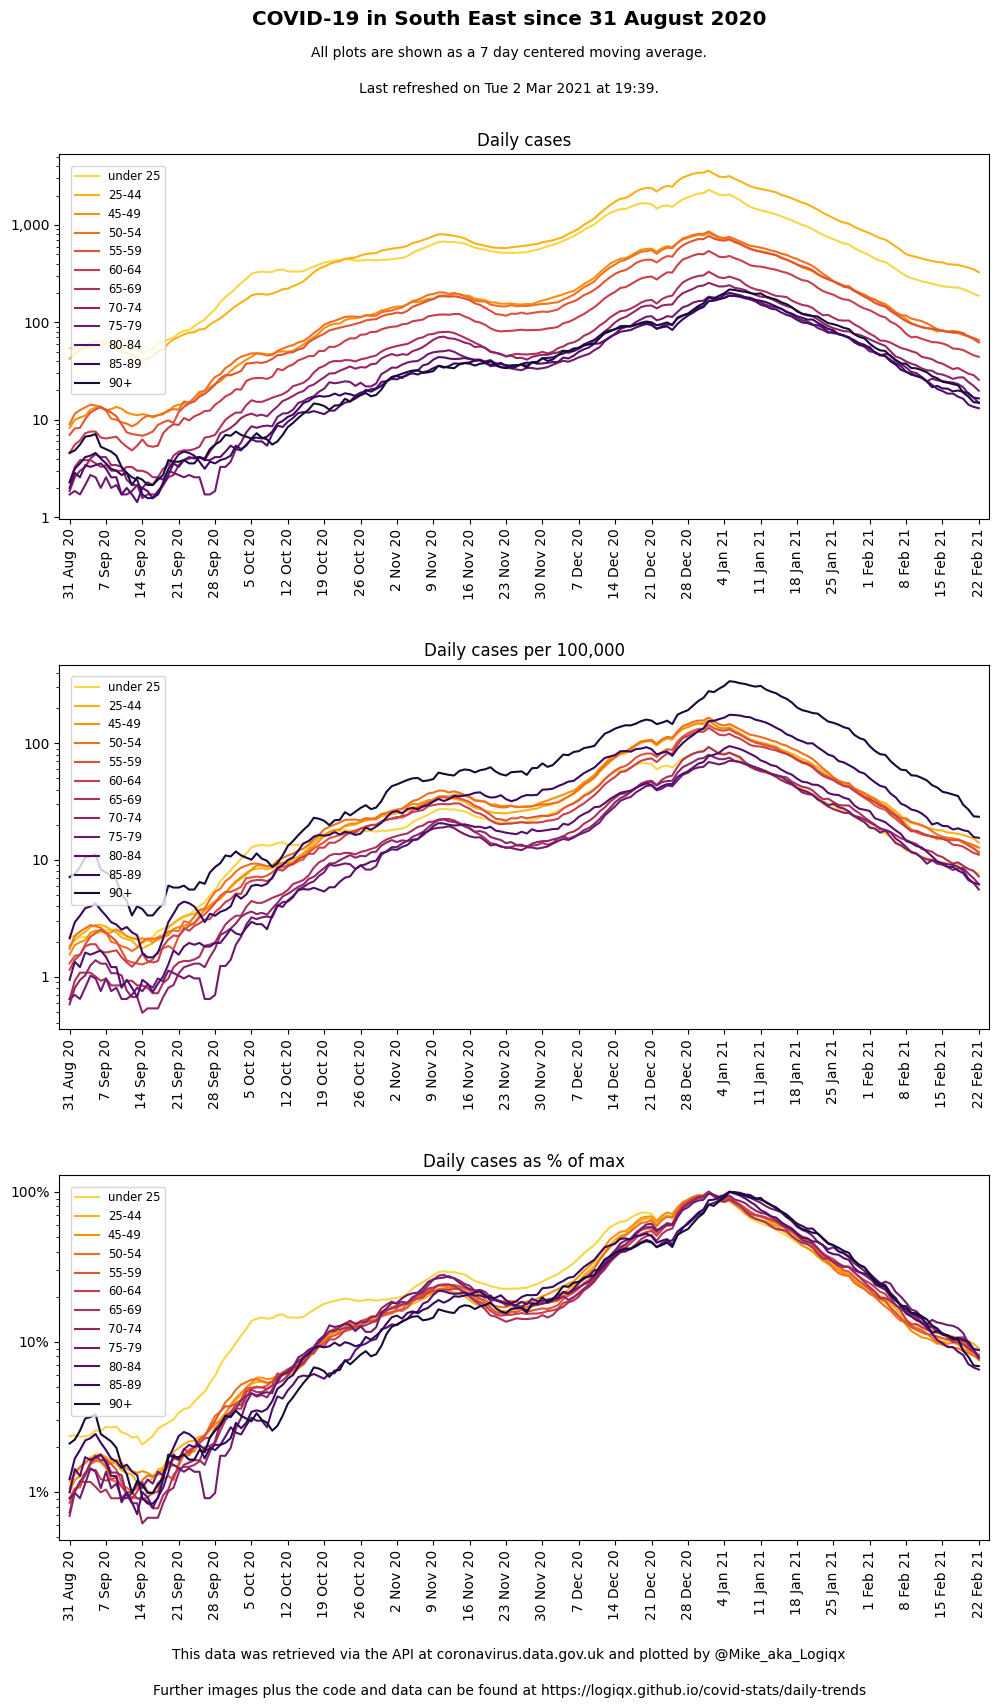 COVID-19 in South East since 31 August 2020
All plots are shown as a 7 day centered moving average.
Last refreshed on Tue 2 Mar 2021 at 19:39.
Daily cases
under 25
25-44
45-49
50-54
55-59
60-64
65-69
70-74
75-79
80-84
85-89
90+
1,000
100
10
1
31 Aug 20
7 Sep 20
14 Sep 20
21 Sep 20
28 Sep 20
5 Oct 20
12 Oct 20
19 Oct 20
26 Oct 20
2 Nov 20
9 Nov 20
16 Nov 20
23 Nov 20
30 Nov 20
7 Dec 20
14 Dec 20
21 Dec 20
28 Dec 20
4 Jan 21
11 Jan 21
18 Jan 21
25 Jan 21
1 Feb 21
8 Feb 21
15 Feb 21
22 Feb 21
Daily cases per 100,000
under 25
25-44
45-49
50-54
55-59
60-64
65-69
70-74
75-79
80-84
85-89
90+
100
10
1
31 Aug 20
7 Sep 20
14 Sep 20
21 Sep 20
28 Sep 20
5 Oct 20
12 Oct 20
19 Oct 20
26 Oct 20
2 Nov 20
9 Nov 20
16 Nov 20
23 Nov 20
30 Nov 20
7 Dec 20
14 Dec 20
21 Dec 20
28 Dec 20
4 Jan 21
11 Jan 21
18 Jan 21
25 Jan 21
1 Feb 21
8 Feb 21
15 Feb 21
22 Feb 21
Daily cases as % of max
under 25
25-44
45-49
50-54
55-59
60-64
65-69
70-74
75-79
80-84
85-89
90+
100%
10%
1%
31 Aug 20
7 Sep 20
14 Sep 20
21 Sep 20
28 Sep 20
5 Oct 20
12 Oct 20
19 Oct 20
26 Oct 20
2 Nov 20
9 Nov 20
16 Nov 20
23 Nov 20
30 Nov 20
7 Dec 20
14 Dec 20
21 Dec 20
28 Dec 20
4 Jan 21
11 Jan 21
18 Jan 21
25 Jan 21
1 Feb 21
8 Feb 21
15 Feb 21
22 Feb 21
This data was retrieved via the API at coronavirus.data.gov.uk and plotted by @Mike_aka_Logiqx
Further images plus the code and data can be found at https://logiqx.github.io/covid-stats/daily-trends